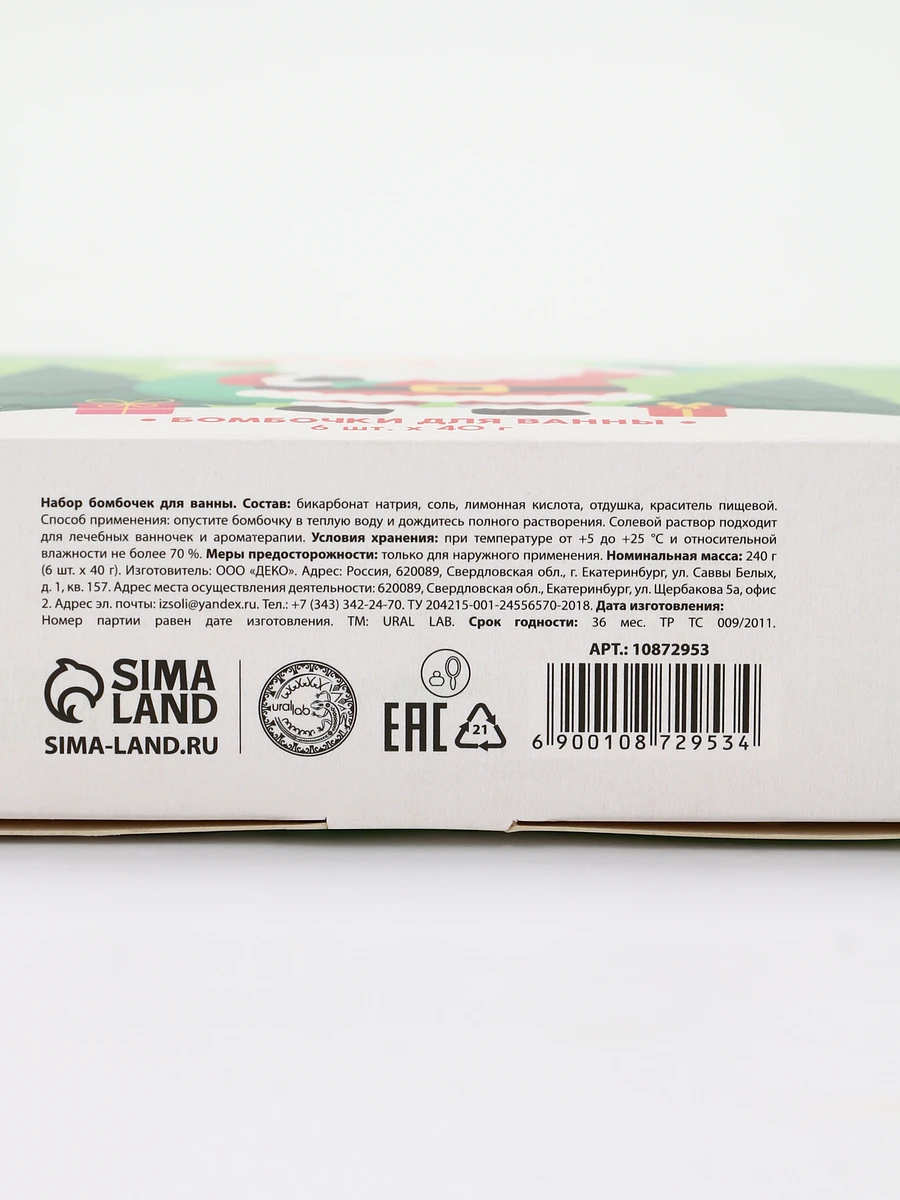 • БОМБОЧКИ ДЛЯ ВАННЫ •
6 шт. х 40 г
Набор бомбочек для ванны. Состав: бикарбонат натрия, соль, лимонная кислота, отдушка, краситель пищевой.
Способ применения: опустите бомбочку в теплую воду и дождитесь полного растворения. Солевой раствор подходит
для лечебных ванночек и ароматерапии. Условия хранения: при температуре от +5 до +25 °С и относительной
влажности не более 70 %. Меры предосторожности: только для наружного применения. Номинальная масса: 240 г
(6 шт. х 40 г). Изготовитель: ООО «ДЕКО». Адрес: Россия, 620089, Свердловская обл., г. Екатеринбург, ул. Саввы Белых,
д. 1, кв. 157. Адрес места осуществления деятельности: 620089, Свердловская обл., Екатеринбург, ул. Щербакова 5а, офис
2. Адрес эл. почты: izsoli@yandex.ru. Тел.: +7 (343) 342-24-70. ТУ 204215-001-24556570-2018. Дата изготовления:
Номер партии равен дате изготовления. ТМ: URAL LAB. Срок годности: 36 мес. ТР ТС 009/2011.
АРТ.: 10872953
SIMA
LAND
SIMA-LAND.RU
ural lab
EAC
21
6 900108 729534